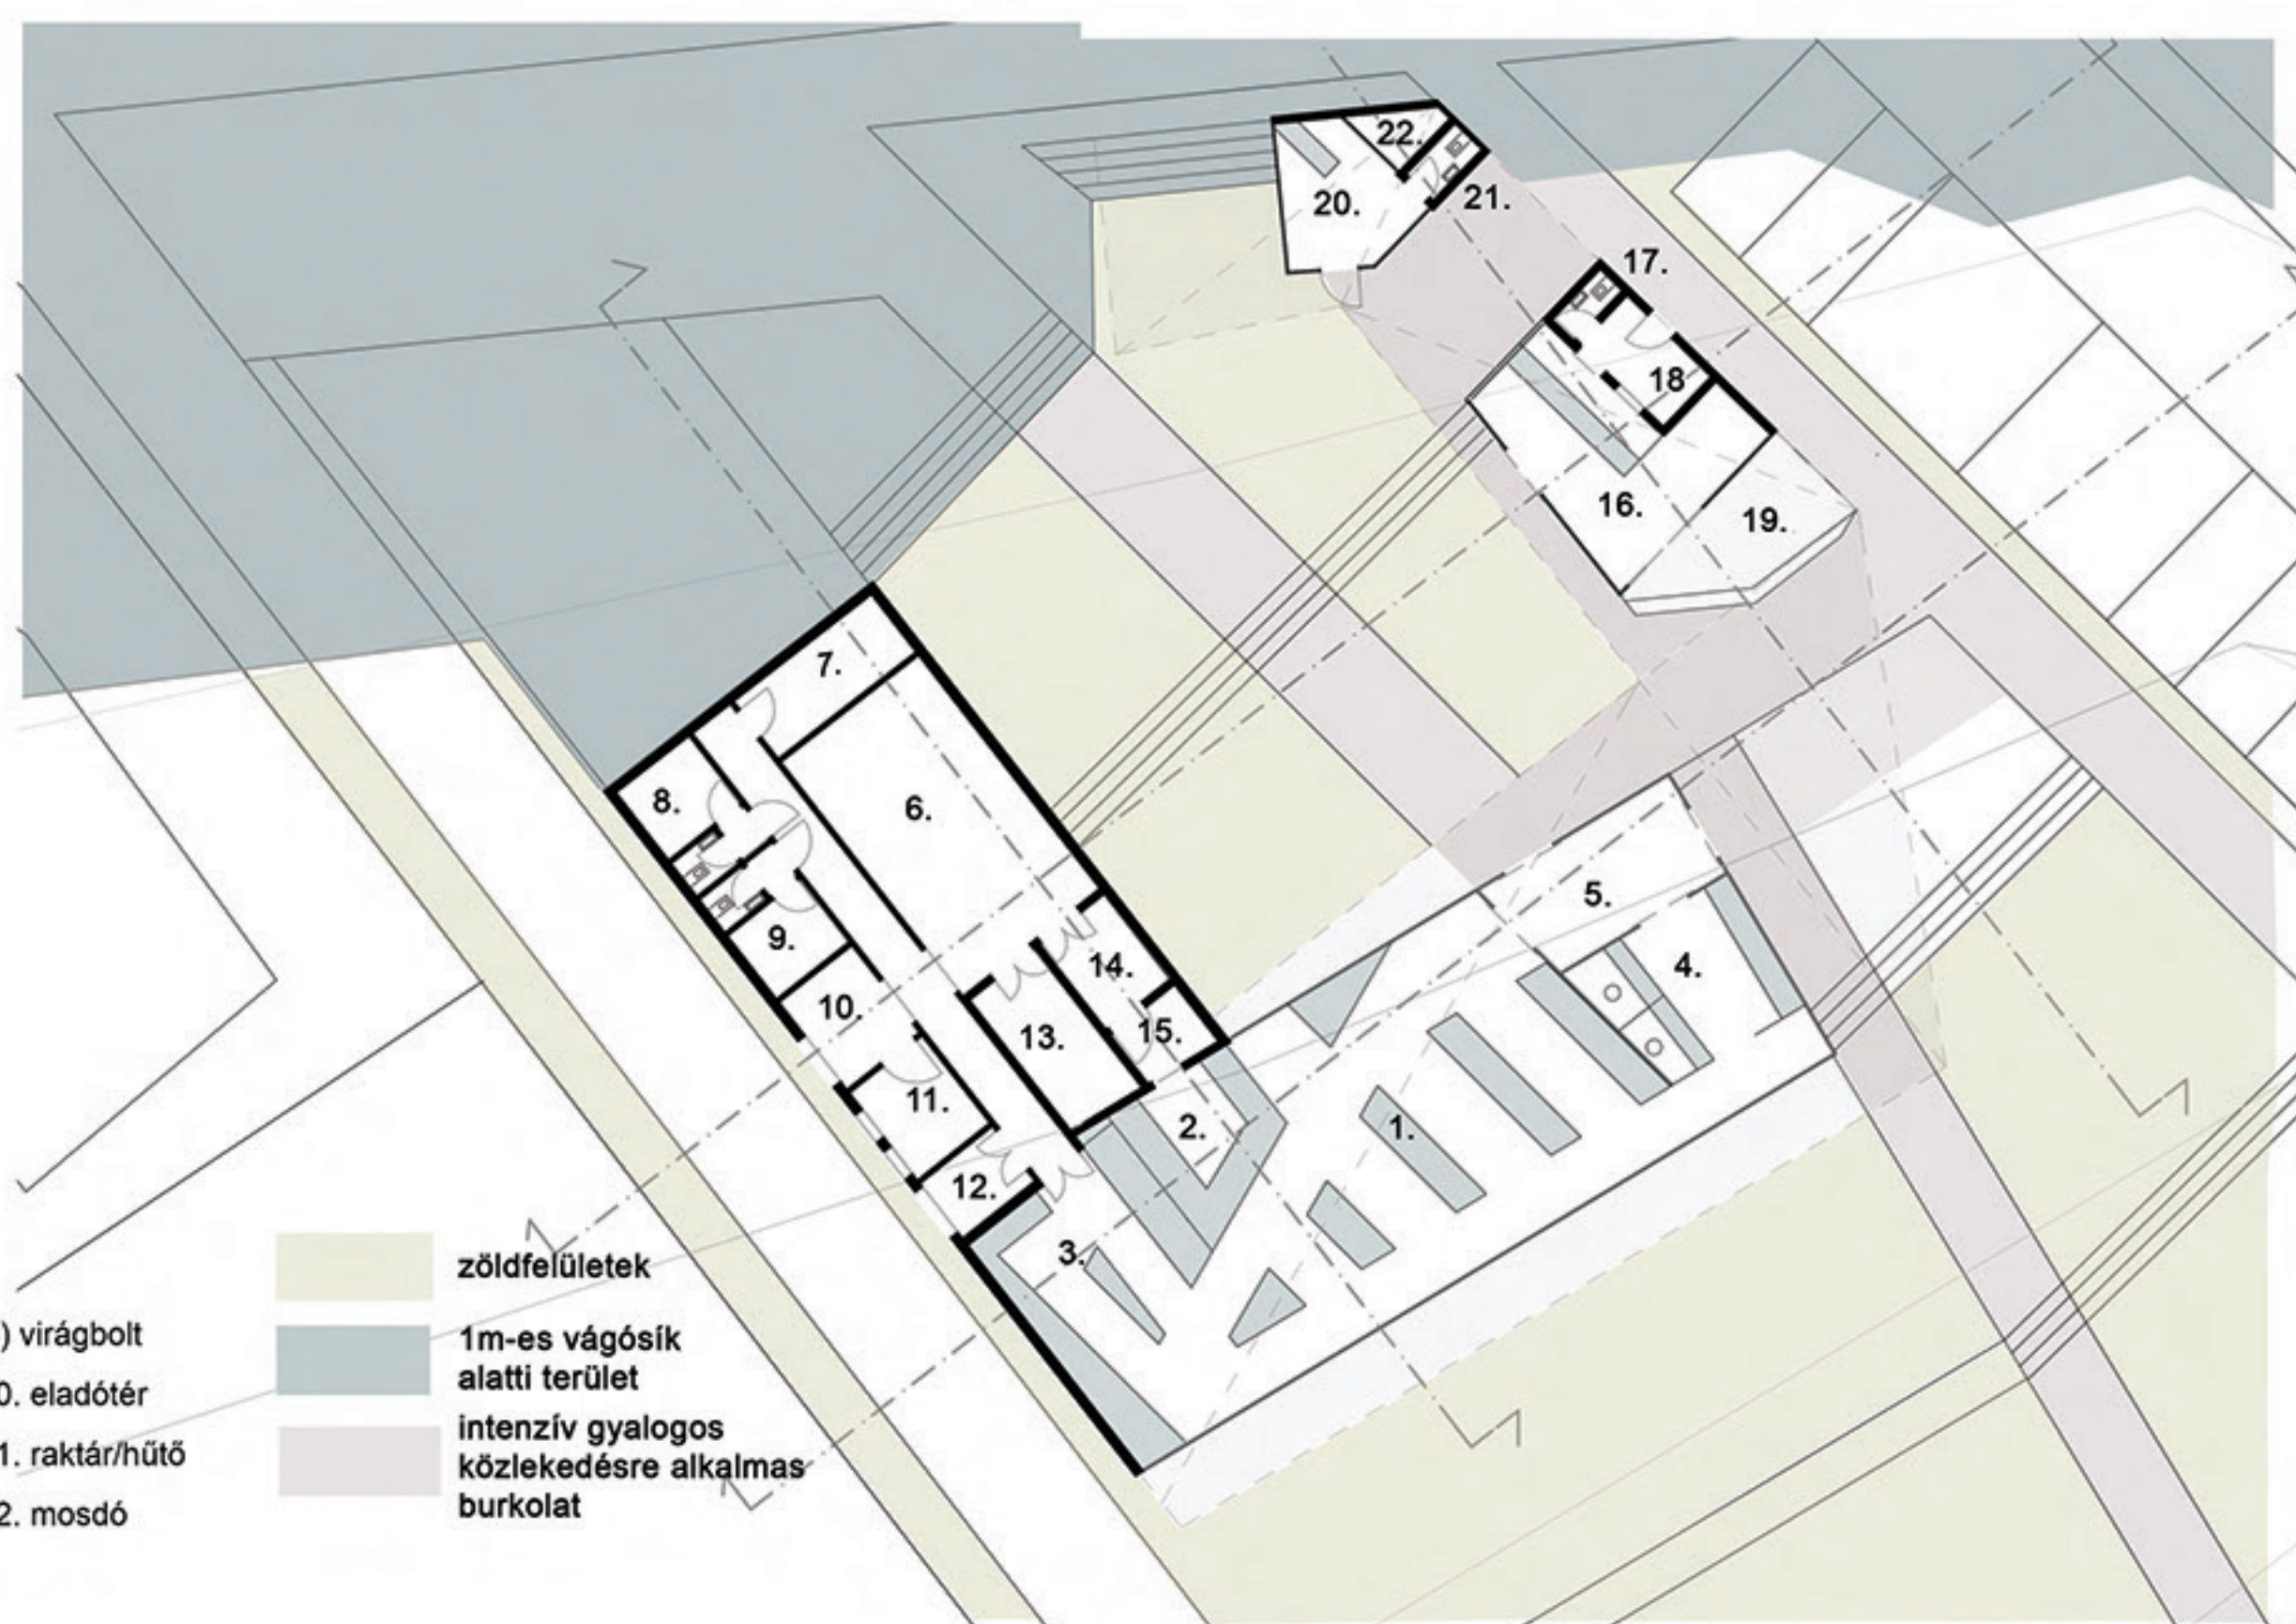 22.
20.
21.
17.
18
16.
19.
7.
8.
6.
5.
9.
14.
4.
10.
13.
15.
11.
2.
1.
12.
3.
zöldfelületek
1m-es vágósík
alatti terület
intenzív gyalogos
közlekedésre alkalmas
burkolat
) virágbolt
0. eladótér
1. raktár/hűtő
2. mosdó